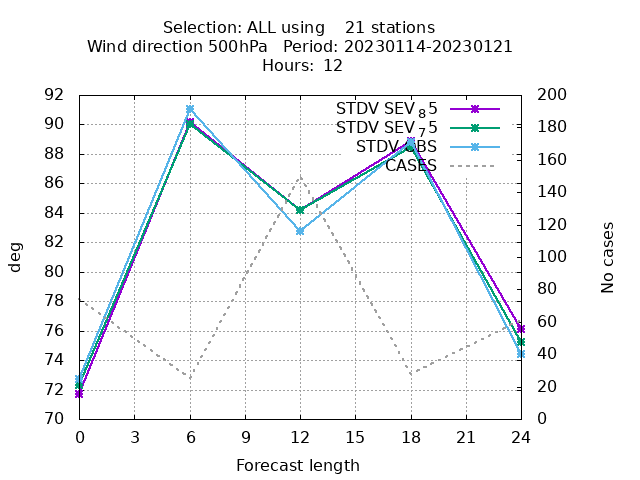 Selection: ALL using 21 stations
Wind direction 500hPa Period: 20230114-20230121
Hours: 12
92 200
STDV SEV 8 5
90 180
STDV SEV 7 5
88 160
STDV OBS
CASES
86 140
84 120
82 100
80 80
78 60
76 40
74 20
72 0
70
deg
No cases
0 3 6 9 12 15 18 21 24
Forecast length